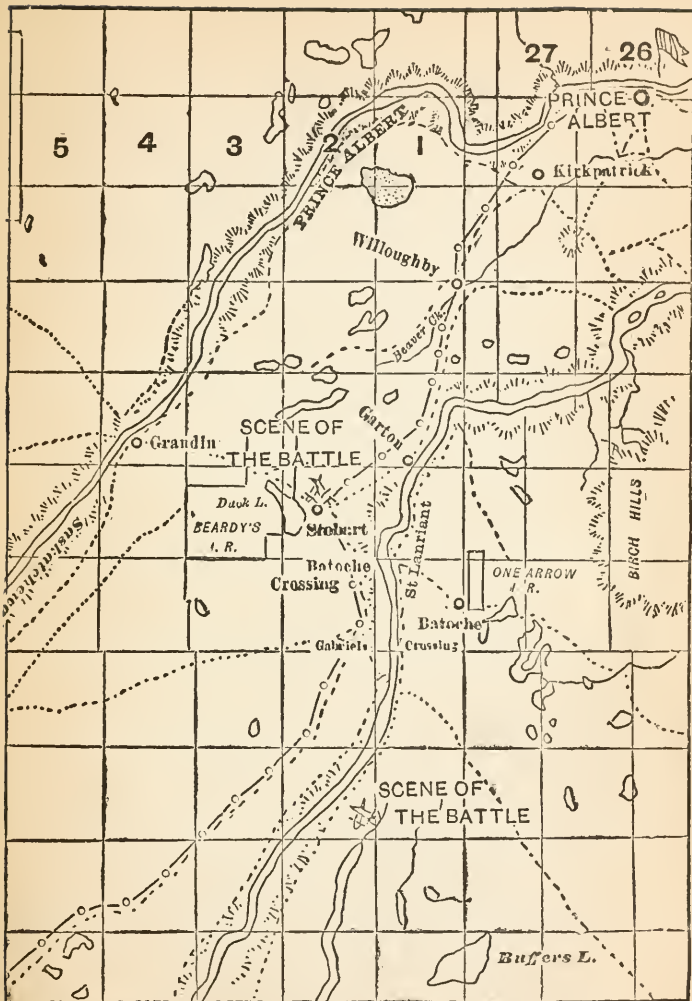 27 26
PRINCE
ALBERT
5 4 3 2 1
PRINCE ALBERT
Kirkpatrick
Willoughby
Beaver Ck.
Garton
SCENE OF
THE BATTLE
Grandin
Duck L.
Stobart
BEARDY'S
I. R.
Saskatchewan
St Lauriant
BIRCH HILLS
ONE ARROW
I. R.
Batoche
Crossing
Batoche
Gabriels Crossing
SCENE OF
THE BATTLE
Buffers L.